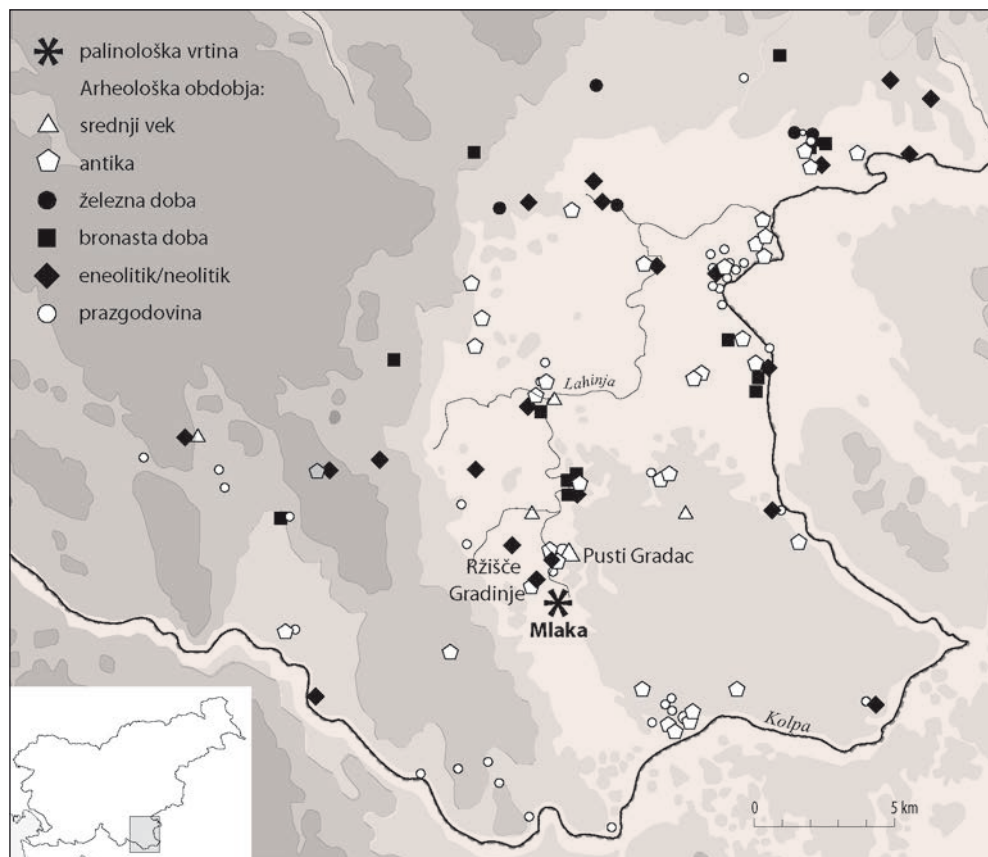 palinološka vrtina
Arheološka obdobja:
srednji vek
antika
železna doba
bronasta doba
eneolitik/neolitik
prazgodovina
Lahinja
Pusti Gradac
Ržišče
Gradinje
Mlaka
Kolpa
0 5 km